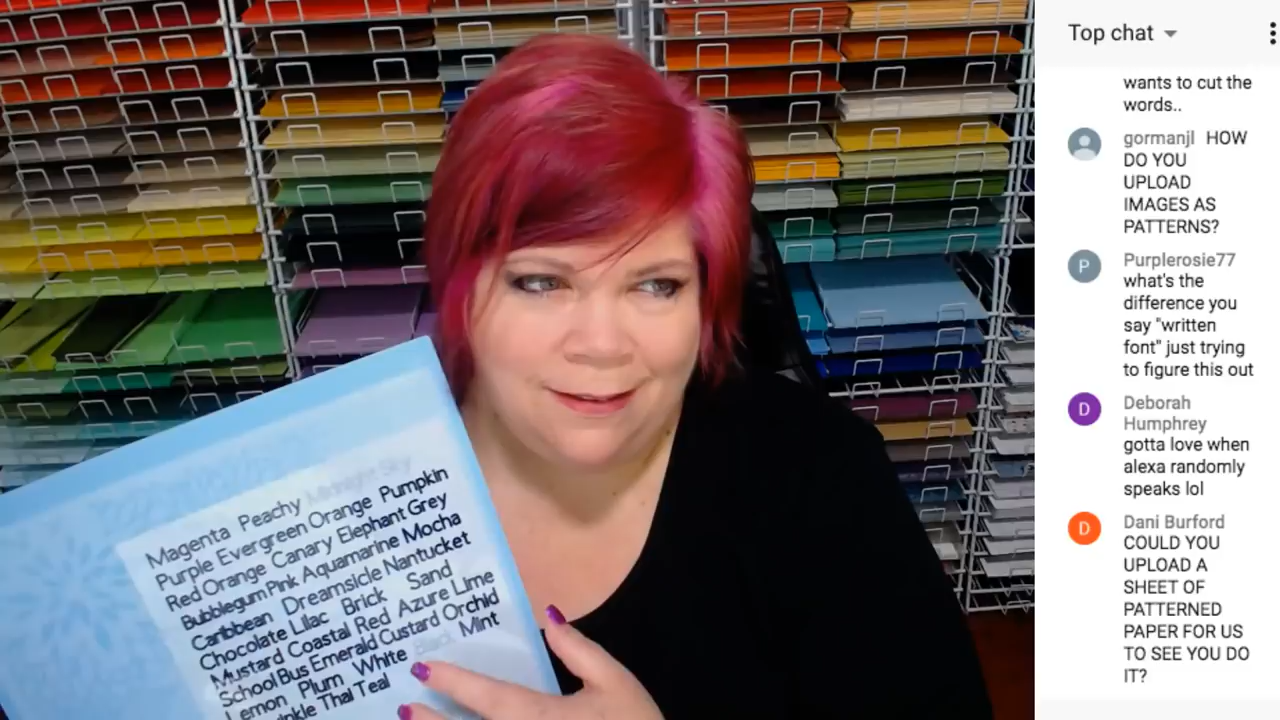 Magenta Peachy Midnight Sky
Purple Evergreen Orange Pumpkin
Red Orange Canary Elephant Grey
Bubblegum Pink Aquamarine Mocha
Caribbean Dreamsicle Nantucket
Chocolate Lilac Brick Sand
Mustard Coastal Red Azure Lime
School Bus Emerald Custard Orchid
Lemon Plum White Black Mint
Thai Teal
Top chat
wants to cut the
words..
gormanjl HOW
DO YOU
UPLOAD
IMAGES AS
PATTERNS?
P
Purplerosie77
what's the
difference you
say "written
font" just trying
to figure this out
D
Deborah
Humphrey
gotta love when
alexa randomly
speaks lol
D
Dani Burford
COULD YOU
UPLOAD A
SHEET OF
PATTERNED
PAPER FOR US
TO SEE YOU DO
IT?